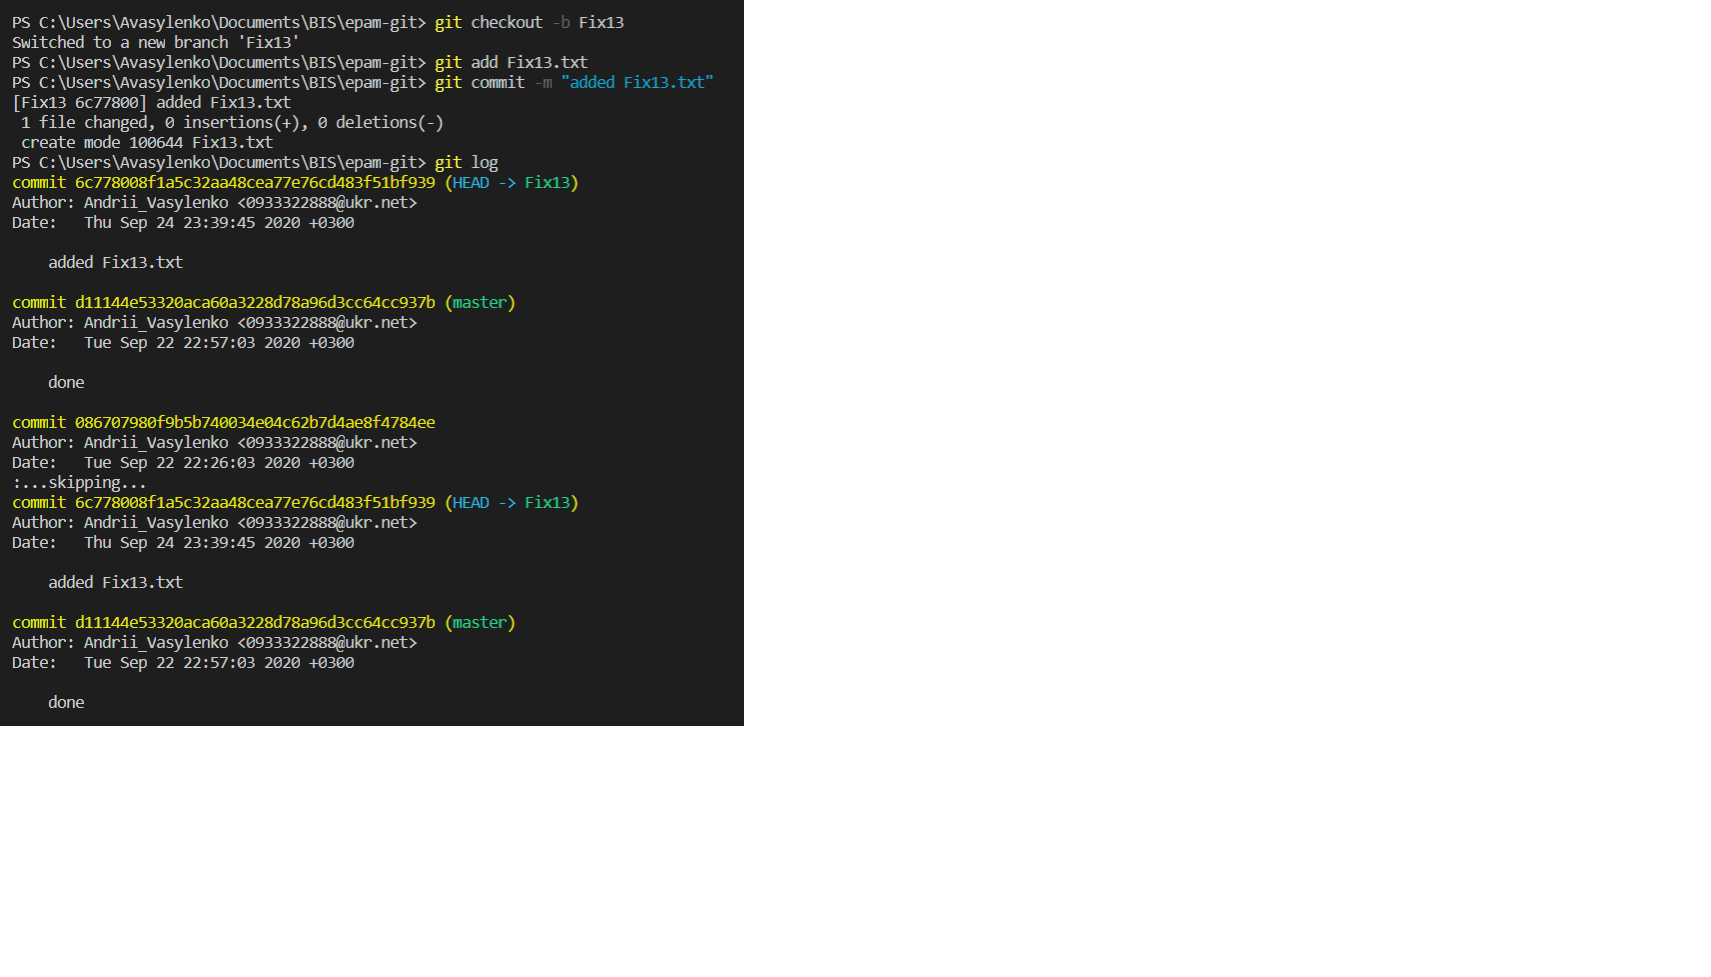 PS C:\Users\Avasylenko\Documents\BIS\epam-git> git checkout -b Fix13
Switched to a new branch 'Fix13'
PS C:\Users\Avasylenko\Documents\BIS\epam-git> git add Fix13.txt
PS C:\Users\Avasylenko\Documents\BIS\epam-git> git commit -m "added Fix13.txt"
[Fix13 6c77800] added Fix13.txt
 1 file changed, 0 insertions(+), 0 deletions(-)
 create mode 100644 Fix13.txt
PS C:\Users\Avasylenko\Documents\BIS\epam-git> git log
commit 6c778008f1a5c32aa48cea77e76cd483f51bf939 (HEAD -> Fix13)
Author: Andrii_Vasylenko <0933322888@ukr.net>
Date:   Thu Sep 24 23:39:45 2020 +0300

    added Fix13.txt

commit d11144e53320aca60a3228d78a96d3cc64cc937b (master)
Author: Andrii_Vasylenko <0933322888@ukr.net>
Date:   Tue Sep 22 22:57:03 2020 +0300

    done

commit 086707980f9b5b740034e04c62b7d4ae8f4784ee
Author: Andrii_Vasylenko <0933322888@ukr.net>
Date:   Tue Sep 22 22:26:03 2020 +0300
:...skipping...
commit 6c778008f1a5c32aa48cea77e76cd483f51bf939 (HEAD -> Fix13)
Author: Andrii_Vasylenko <0933322888@ukr.net>
Date:   Thu Sep 24 23:39:45 2020 +0300

    added Fix13.txt

commit d11144e53320aca60a3228d78a96d3cc64cc937b (master)
Author: Andrii_Vasylenko <0933322888@ukr.net>
Date:   Tue Sep 22 22:57:03 2020 +0300

    done